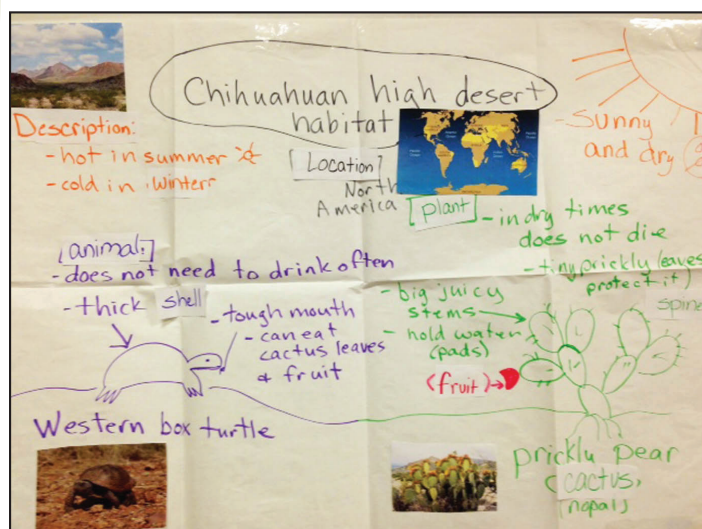 Chihuahuan high desert
habitat
Description:
- hot in summer
- cold in winter
[Location]
North
America
- sunny
and dry
[plant]
- in dry times
does not die
- tiny prickly (leaves
protect it)
spine
- big juicy
stems
- hold water
(pads)
(fruit)
[animal:]
- does not need to drink often
- thick shell
- tough mouth
- can eat
cactus leaves
& fruit
Western box turtle
prickly pear
(cactus,
(nopal)